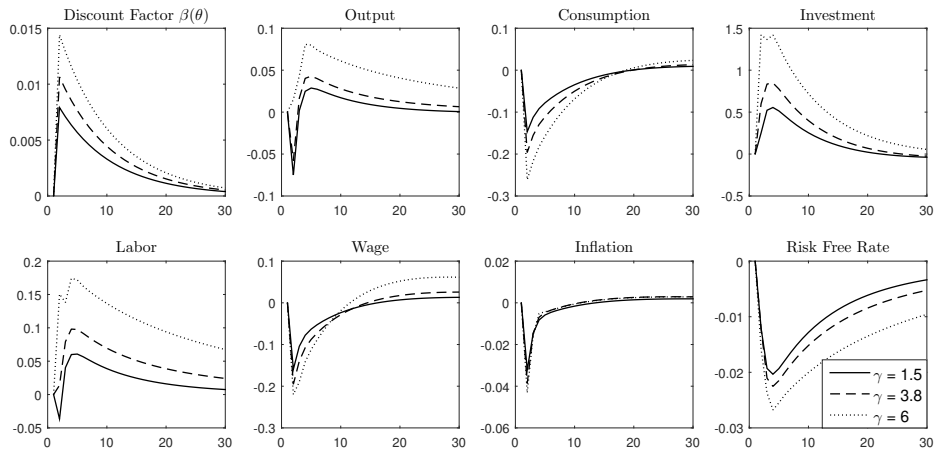 Discount Factor β(θ)
0.015
0.01
0.005
0
0 10 20 30
Output
0.1
0.05
0
-0.05
-0.1
0 10 20 30
Consumption
0.1
0
-0.1
-0.2
-0.3
0 10 20 30
Investment
1.5
1
0.5
0
-0.5
0 10 20 30
Labor
0.2
0.15
0.1
0.05
0
-0.05
0 10 20 30
Wage
0.1
0
-0.1
-0.2
-0.3
0 10 20 30
Inflation
0.02
0
-0.02
-0.04
-0.06
0 10 20 30
Risk Free Rate
0
-0.01
-0.02
-0.03
0 10 20 30
γ = 1.5
γ = 3.8
γ = 6